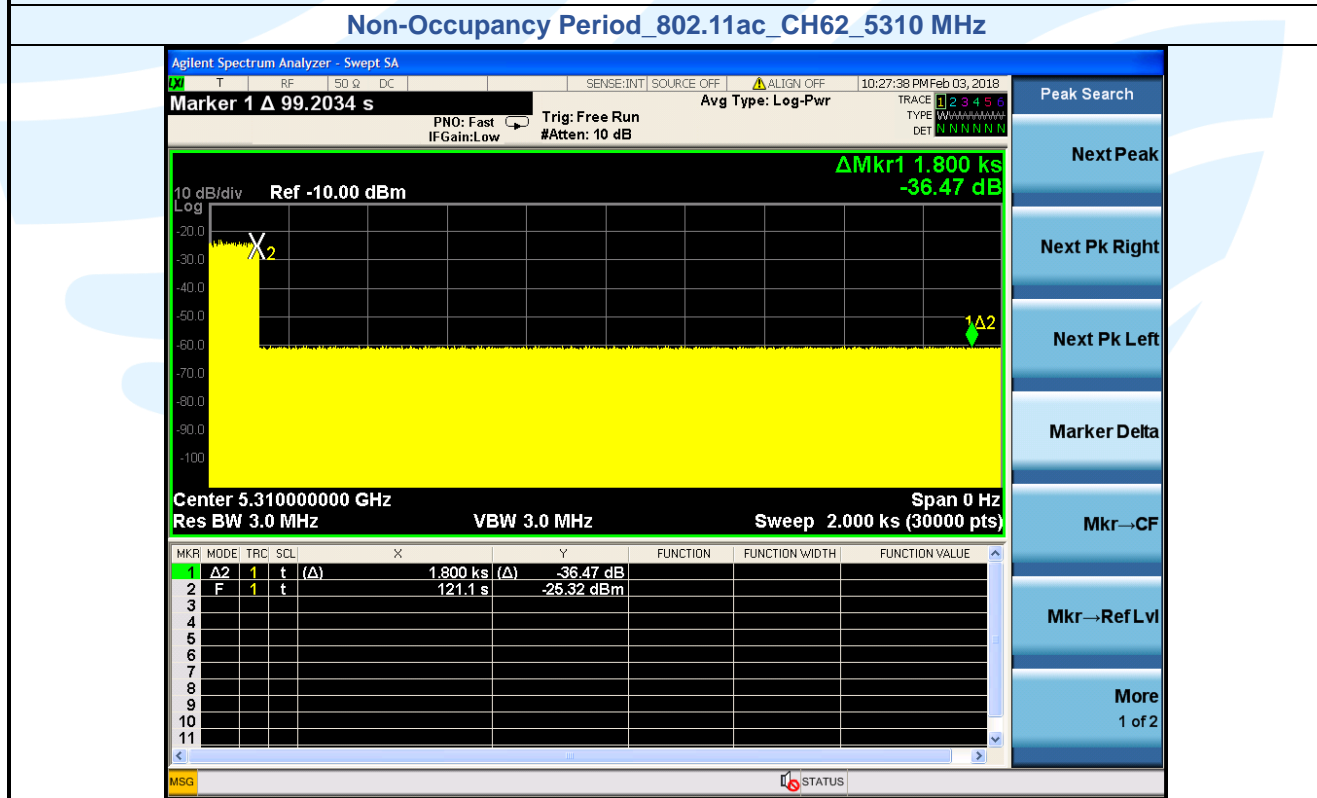 Non-Occupancy Period_802.11ac_CH62_5310 MHz
Agilent Spectrum Analyzer - Swept SA
LXI T RF 50 Ω DC SENSE:INT SOURCE OFF ⚠ALIGN OFF 10:27:38 PM Feb 03, 2018
Marker 1 Δ 99.2034 s
PNO: Fast
IFGain:Low
Trig: Free Run
#Atten: 10 dB
Avg Type: Log-Pwr
TRACE 1 2 3 4 5 6
TYPE WWWWWW
DET N N N N N N
ΔMkr1 1.800 ks
-36.47 dB
10 dB/div Ref -10.00 dBm
Log
-20.0
-30.0
-40.0
-50.0
-60.0
-70.0
-80.0
-90.0
-100
X2
1Δ2
Center 5.310000000 GHz Span 0 Hz
Res BW 3.0 MHz VBW 3.0 MHz Sweep 2.000 ks (30000 pts)
MKR MODE TRC SCL X Y FUNCTION FUNCTION WIDTH FUNCTION VALUE
1 Δ2 1 t (Δ) 1.800 ks (Δ) -36.47 dB
2 F 1 t 121.1 s -25.32 dBm
3
4
5
6
7
8
9
10
11
MSG STATUS
Peak Search
Next Peak
Next Pk Right
Next Pk Left
Marker Delta
Mkr→CF
Mkr→Ref Lvl
More
1 of 2